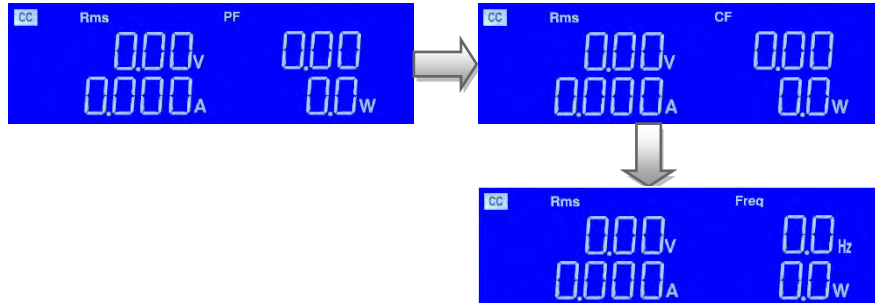 CC Rms PF
0.00V 0.00
0.000A 0.0W
CC Rms CF
0.00V 0.00
0.000A 0.0W
CC Rms Freq
0.00V 0.0Hz
0.000A 0.0W